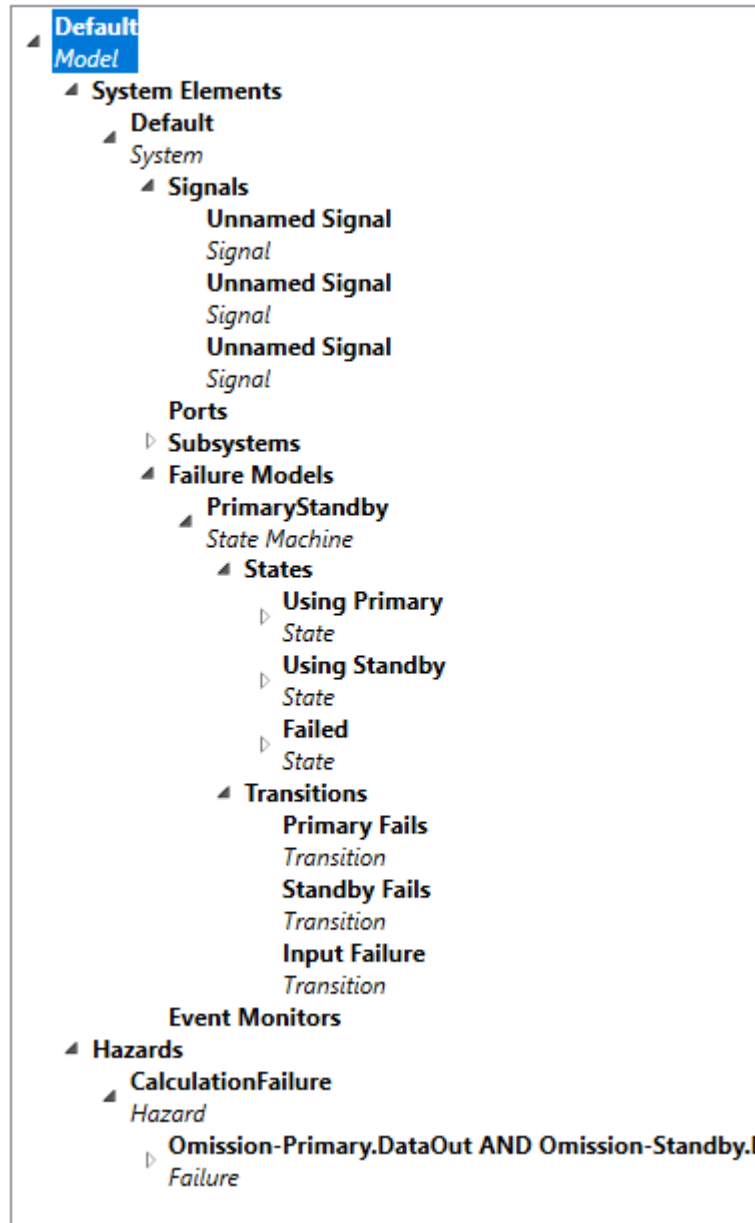 Default
Model
System Elements
Default
System
Signals
Unnamed Signal
Signal
Unnamed Signal
Signal
Unnamed Signal
Signal
Ports
Subsystems
Failure Models
PrimaryStandby
State Machine
States
Using Primary
State
Using Standby
State
Failed
State
Transitions
Primary Fails
Transition
Standby Fails
Transition
Input Failure
Transition
Event Monitors
Hazards
CalculationFailure
Hazard
Omission-Primary.DataOut AND Omission-Standby.
Failure